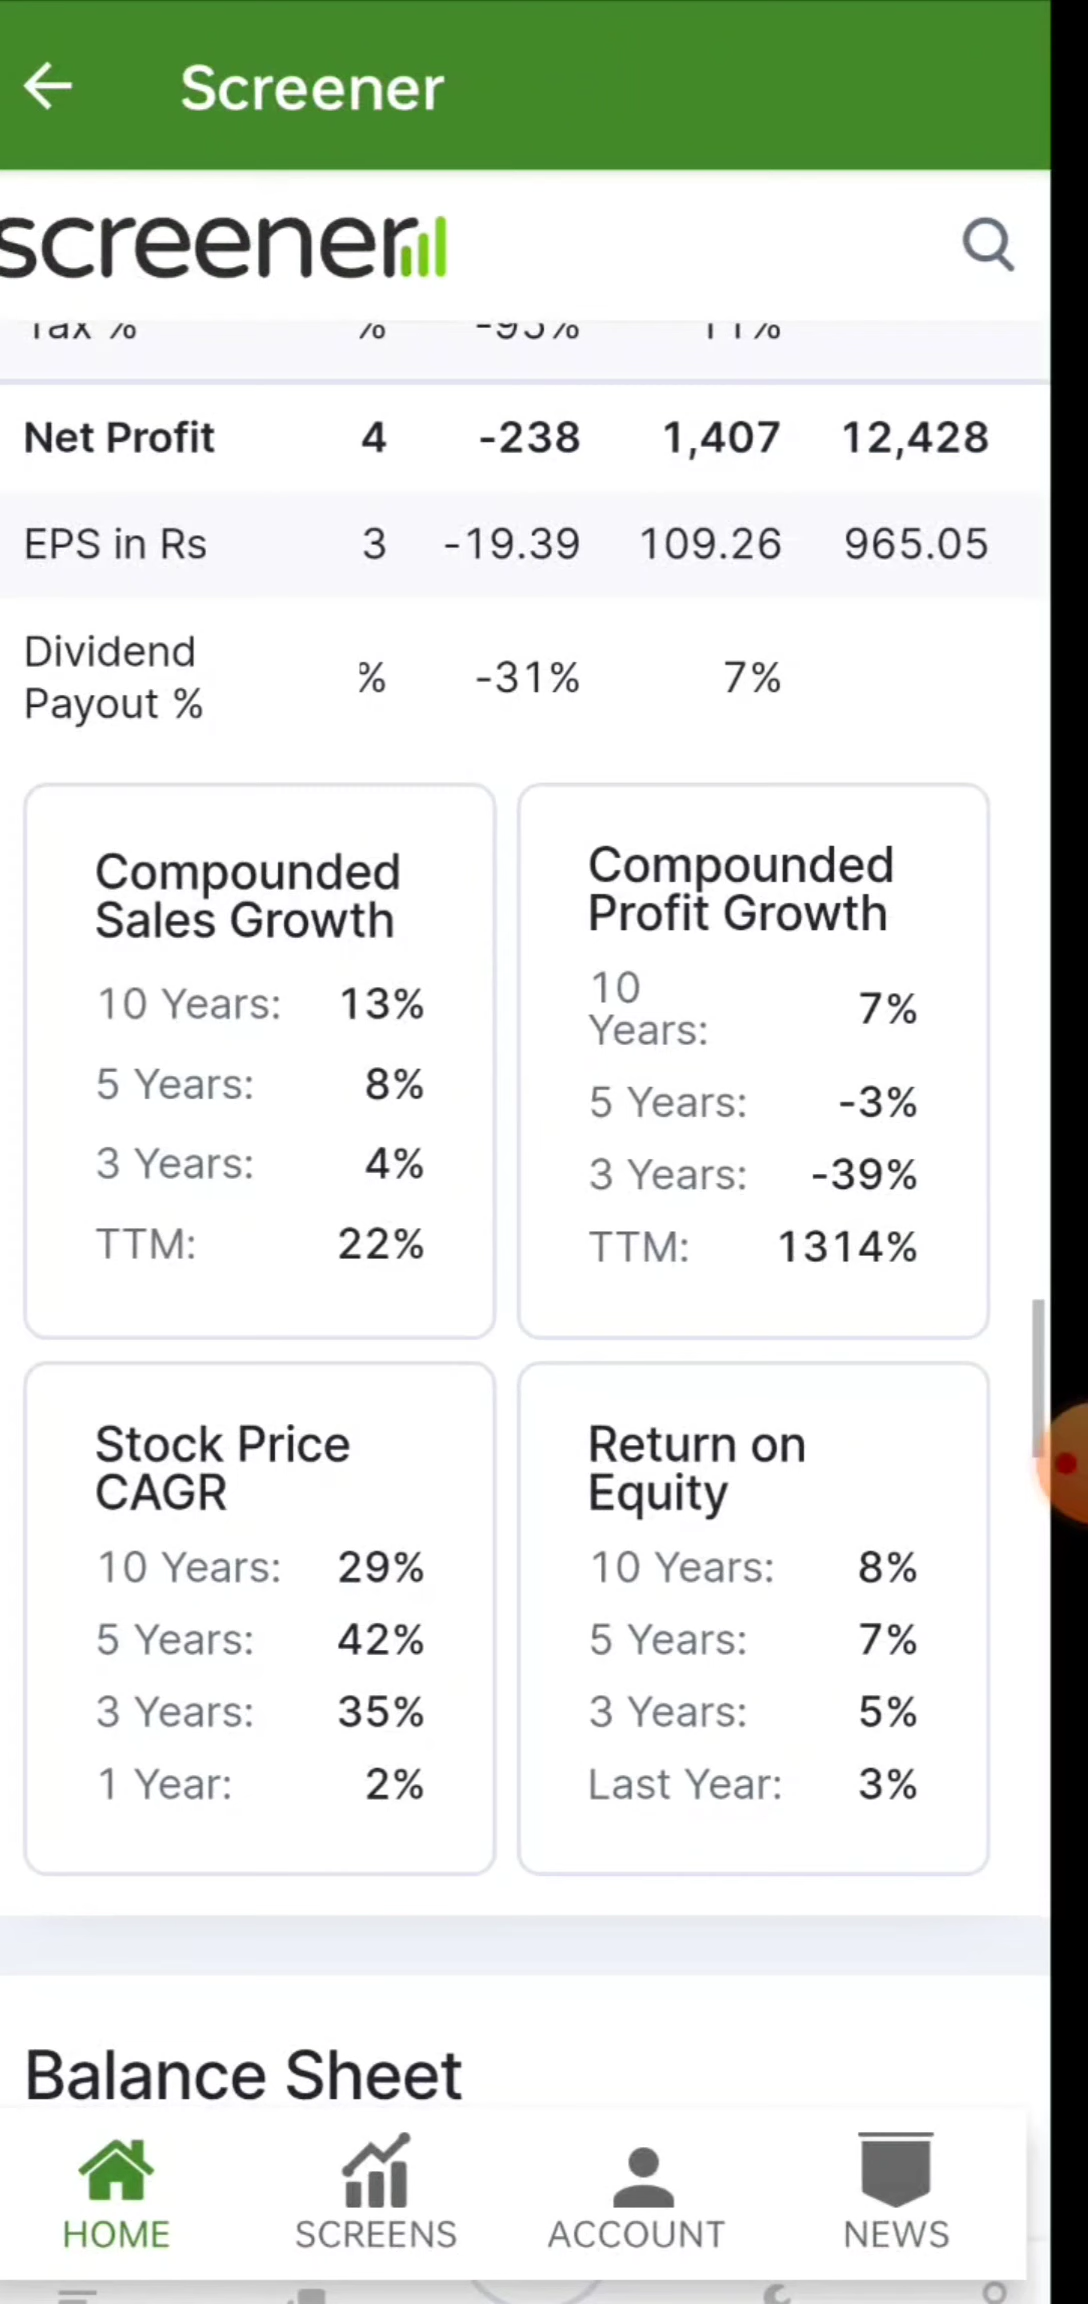 Screener
screener
Tax % % -95% 11%
Net Profit 4 -238 1,407 12,428
EPS in Rs 3 -19.39 109.26 965.05
Dividend
Payout % % -31% 7%
Compounded
Sales Growth
10 Years: 13%
5 Years: 8%
3 Years: 4%
TTM: 22%
Compounded
Profit Growth
10
Years: 7%
5 Years: -3%
3 Years: -39%
TTM: 1314%
Stock Price
CAGR
10 Years: 29%
5 Years: 42%
3 Years: 35%
1 Year: 2%
Return on
Equity
10 Years: 8%
5 Years: 7%
3 Years: 5%
Last Year: 3%
Balance Sheet
HOME SCREENS ACCOUNT NEWS